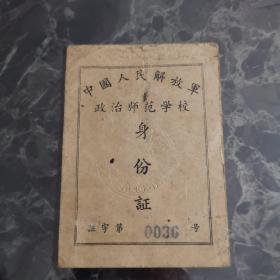 中國人民解放軍
政治师范学校
身
份
証
証字第 0036 号